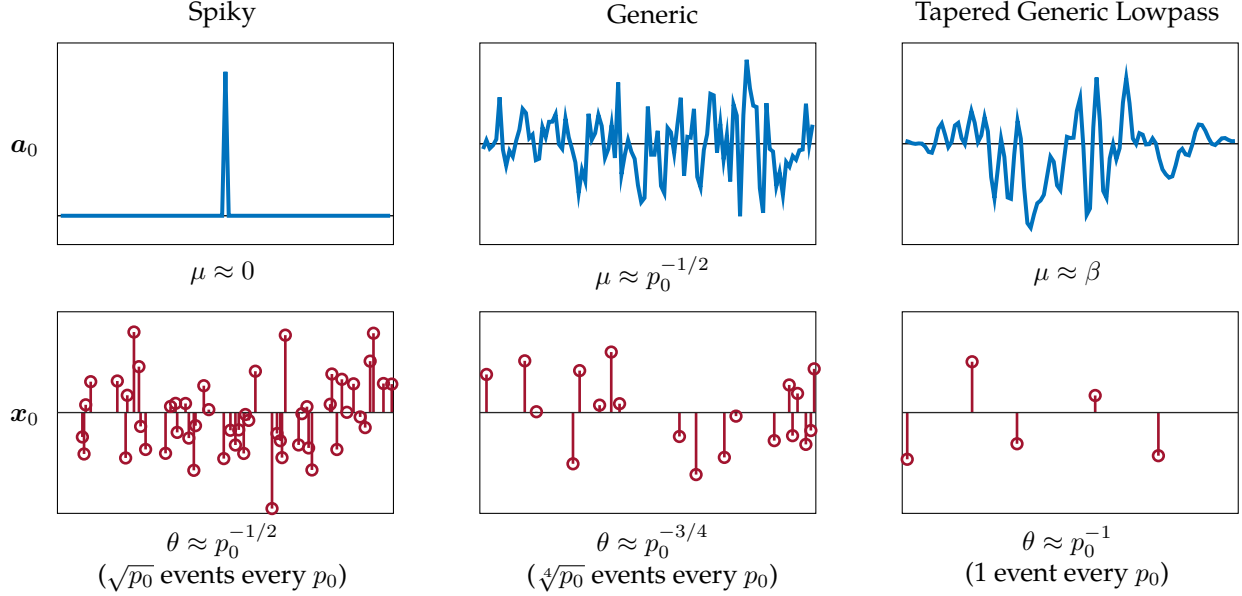 Spiky Generic Tapered Generic Lowpass
a₀
μ ≈ 0 μ ≈ p₀^{-1/2} μ ≈ β
x₀
θ ≈ p₀^{-1/2} θ ≈ p₀^{-3/4} θ ≈ p₀^{-1}
(√p₀ events every p₀) (∜p₀ events every p₀) (1 event every p₀)